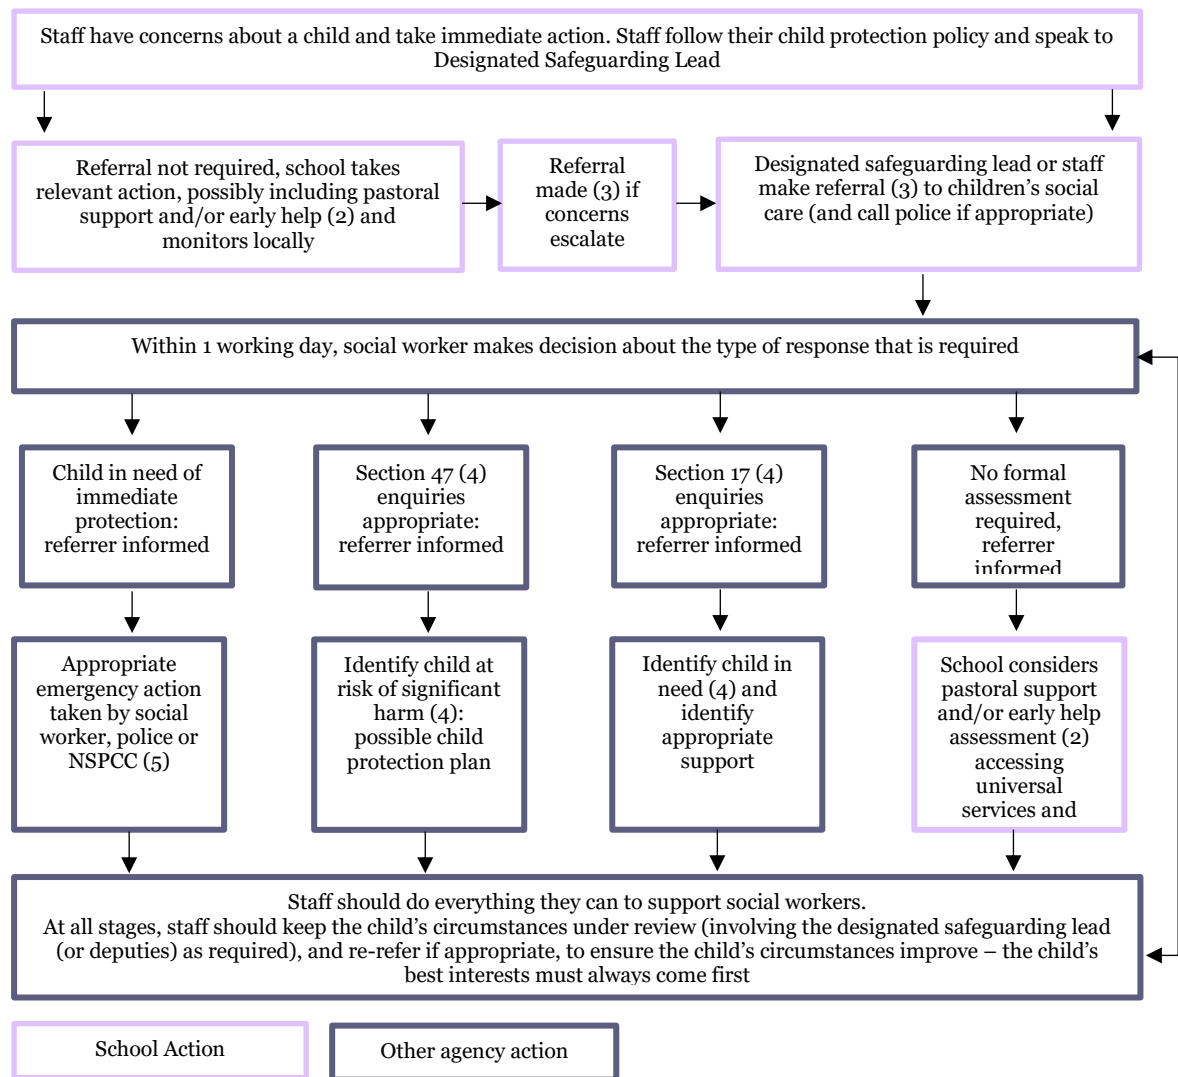 Staff have concerns about a child and take immediate action. Staff follow their child protection policy and speak to
Designated Safeguarding Lead
Referral not required, school takes
relevant action, possibly including pastoral
support and/or early help (2) and
monitors locally
Referral
made (3) if
concerns
escalate
Designated safeguarding lead or staff
make referral (3) to children’s social
care (and call police if appropriate)
Within 1 working day, social worker makes decision about the type of response that is required
Child in need of
immediate
protection:
referrer informed
Section 47 (4)
enquiries
appropriate:
referrer informed
Section 17 (4)
enquiries
appropriate:
referrer informed
No formal
assessment
required,
referrer
informed
Appropriate
emergency action
taken by social
worker, police or
NSPCC (5)
Identify child at
risk of significant
harm (4):
possible child
protection plan
Identify child in
need (4) and
identify
appropriate
support
School considers
pastoral support
and/or early help
assessment (2)
accessing
universal
services and
Staff should do everything they can to support social workers.
At all stages, staff should keep the child’s circumstances under review (involving the designated safeguarding lead
(or deputies) as required), and re-refer if appropriate, to ensure the child’s circumstances improve – the child’s
best interests must always come first
School Action
Other agency action